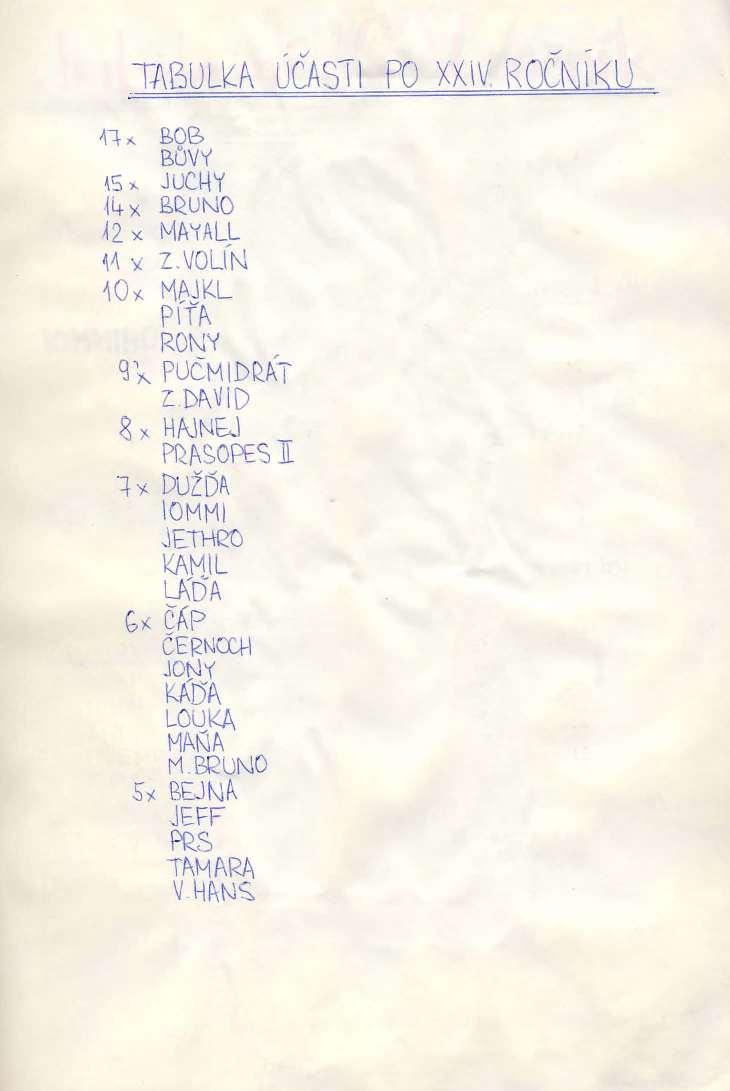 TABULKA ÚČASTI PO XXIV. ROČNÍKU
17x BOB
BŮVY
15x JUCHY
14x BRUNO
12x MAYALL
11x Z.VOLÍN
10x MAJKL
PÍŤA
RONY
9x PUČMIDRÁT
Z.DAVID
8x HAJNEJ
PRASOPES II
7x DUŽĎA
IOMMI
JETHRO
KAMIL
LÁĎA
6x ČÁP
ČERNOCH
JONY
KÁĎA
LOUKA
MAŇA
M.BRUNO
5x BEJNA
JEFF
PRS
TAMARA
V.HANS